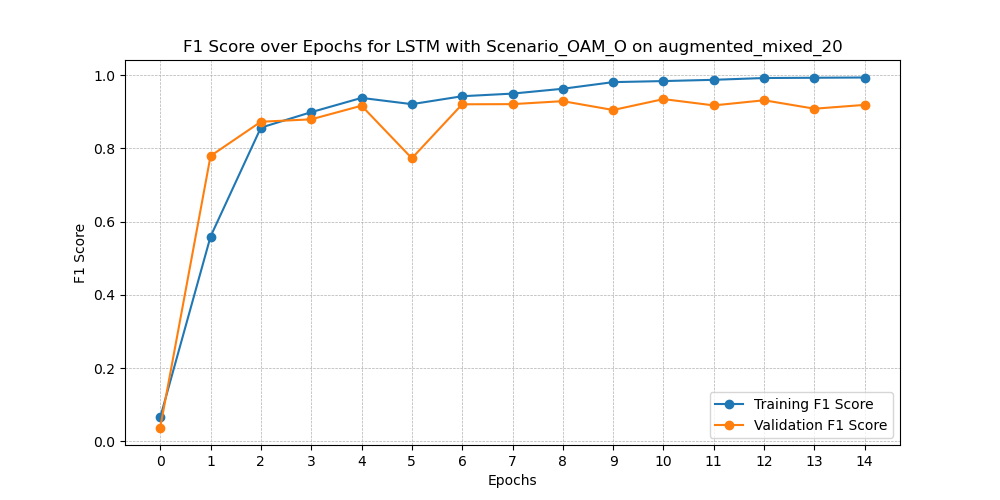 F1 Score over Epochs for LSTM with Scenario_OAM_O on augmented_mixed_20
1.0
0.8
0.6
0.4
0.2
0.0
F1 Score
0 1 2 3 4 5 6 7 8 9 10 11 12 13 14
Epochs
Training F1 Score
Validation F1 Score